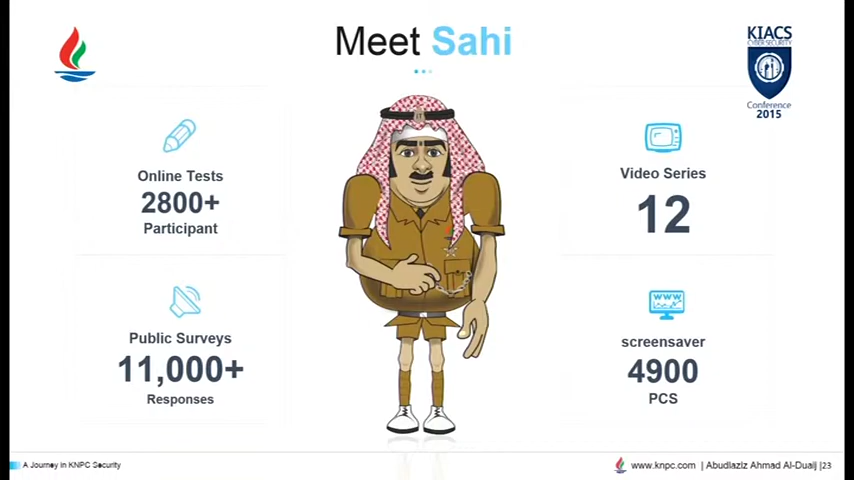 Meet Sahi
KIACS
CYBER SECURITY
Conference
2015
Online Tests
2800+
Participant
Video Series
12
Public Surveys
11,000+
Responses
WWW
screensaver
4900
PCS
A Journey in KNPC Security
www.knpc.com | Abudlaziz Ahmad Al-Duaij |23